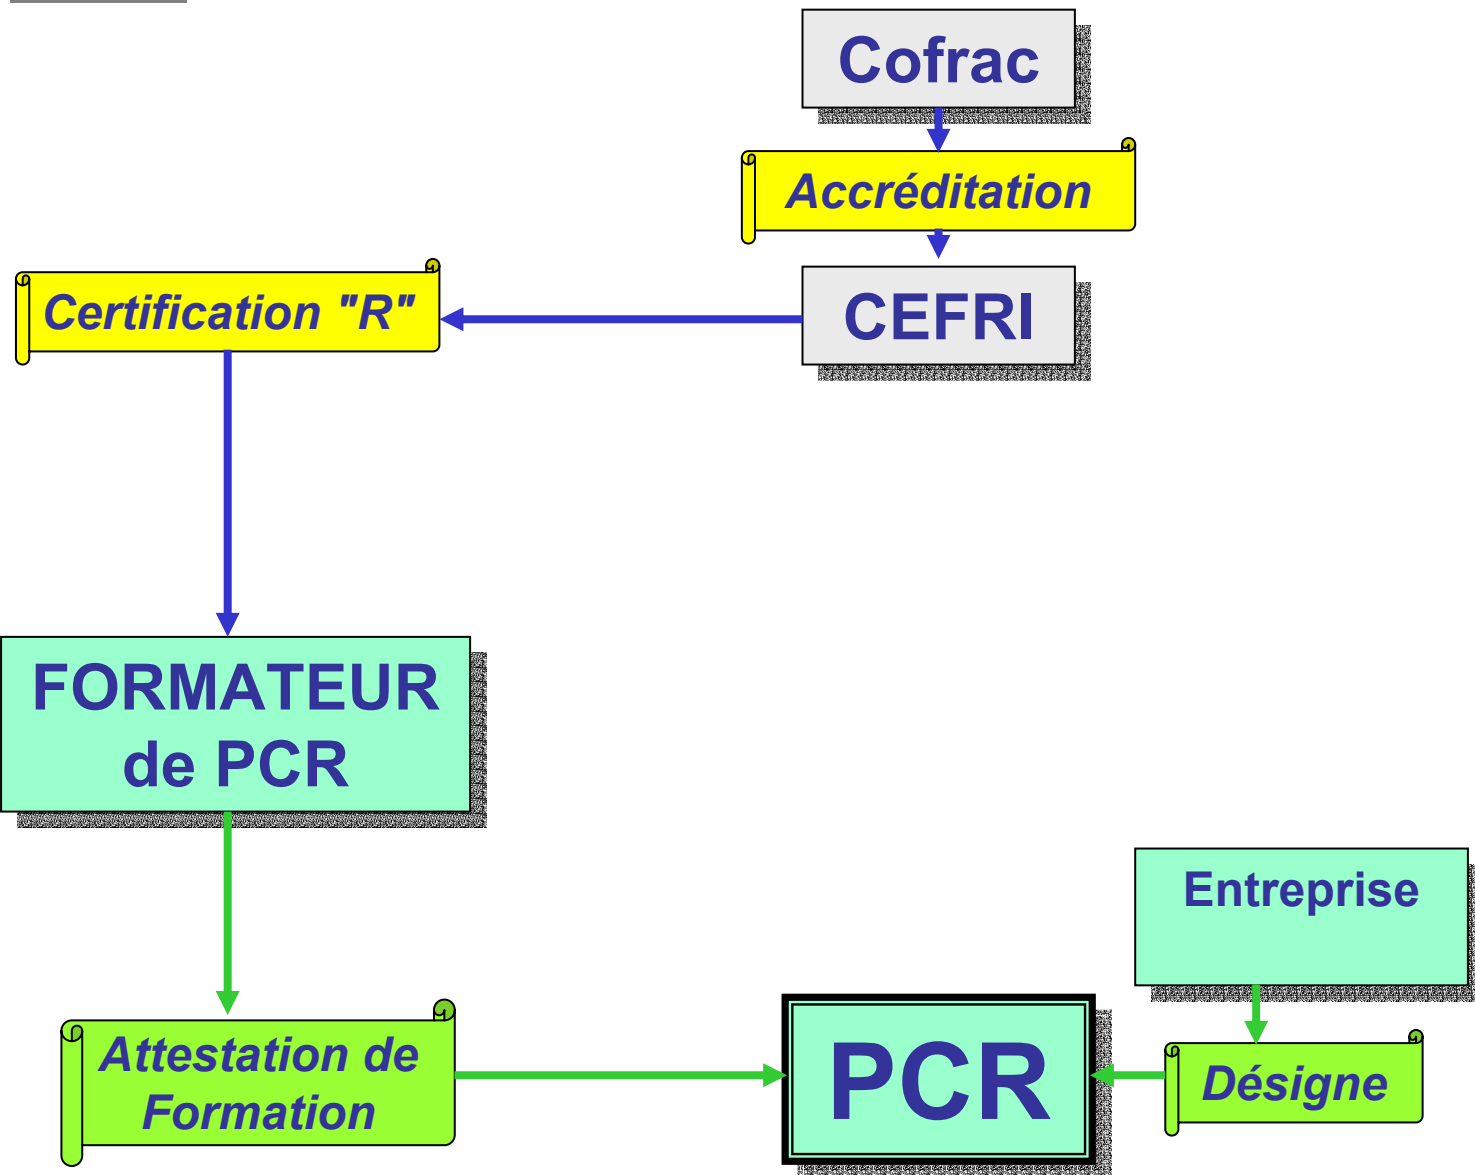 Cofrac
Accréditation
CEFRI
Certification "R"
FORMATEUR
de PCR
Entreprise
Attestation de
Formation
PCR
Désigne